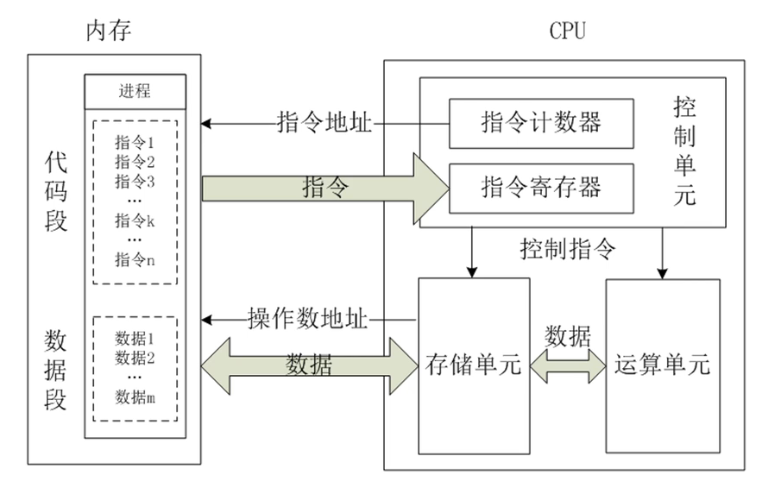 内存
CPU
进程
代码段
指令1
指令2
指令3
...
指令k
...
指令n
数据段
数据1
数据2
...
数据m
指令地址
指令
操作数地址
数据
指令计数器
指令寄存器
控制单元
控制指令
存储单元
数据
运算单元